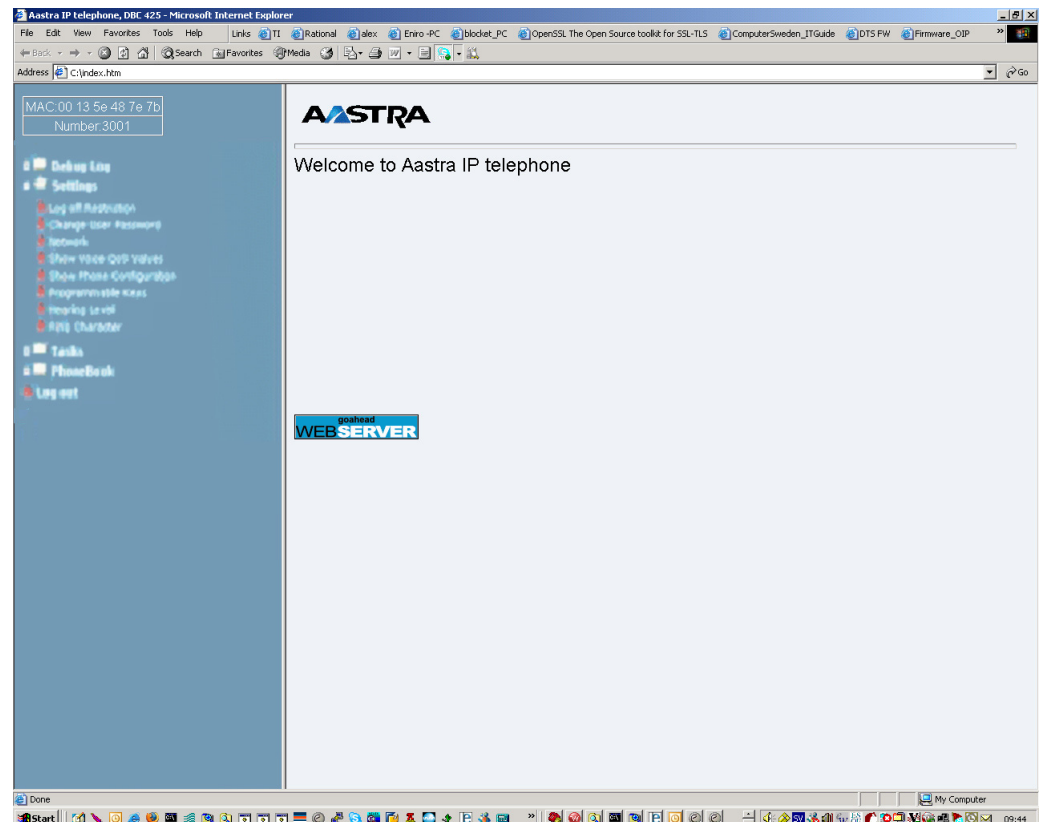 Aastra IP telephone, DBC 425 - Microsoft Internet Explorer
File Edit View Favorites Tools Help Links TI Rational alex Eniro -PC blocket_PC OpenSSL The Open Source toolkit for SSL-TLS ComputerSweden_ITGuide DTS FW Firmware_OIP »
Back Search Favorites Media
Address C:\index.htm Go
MAC:00 13 5e 48 7e 7b
Number:3001
AASTRA
Welcome to Aastra IP telephone
Debug Log
Settings
Log off Restriction
Change User Password
Network
Show Voice QoS Values
Show Phone Configuration
Programmable Keys
Hearing Level
Ring Character
Tasks
PhoneBook
Log out
goahead
WEBSERVER
Done My Computer
Start » 09:44